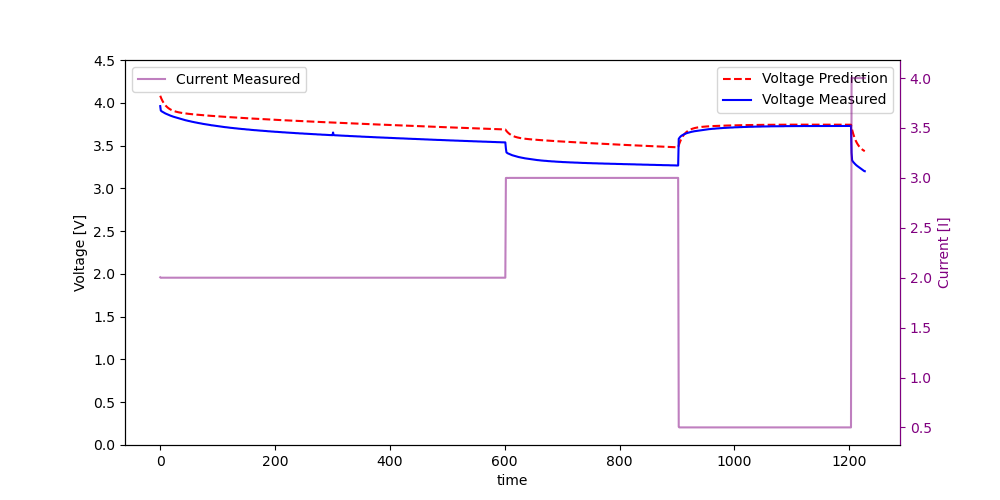 Current Measured
Voltage Prediction
Voltage Measured
4.5
4.0
3.5
3.0
2.5
2.0
1.5
1.0
0.5
0.0
Voltage [V]
4.0
3.5
3.0
2.5
2.0
1.5
1.0
0.5
Current [I]
0 200 400 600 800 1000 1200
time